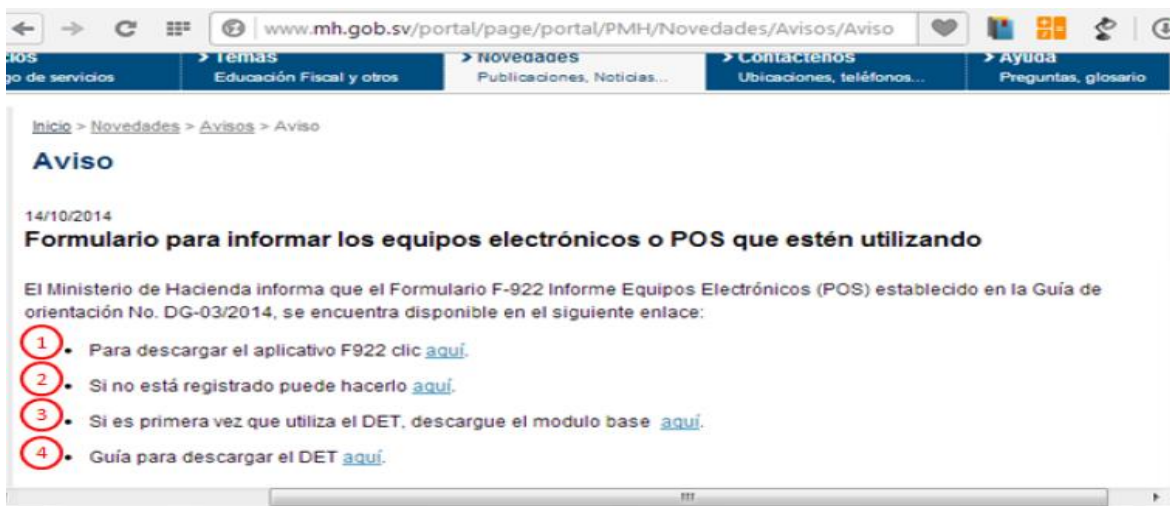 www.mh.gob.sv/portal/page/portal/PMH/Novedades/Avisos/Aviso
> Temas > Novedades > Contáctenos > Ayuda
go de servicios Educación Fiscal y otros Publicaciones, Noticias... Ubicaciones, teléfonos... Preguntas, glosario
Inicio > Novedades > Avisos > Aviso
Aviso
14/10/2014
Formulario para informar los equipos electrónicos o POS que estén utilizando
El Ministerio de Hacienda informa que el Formulario F-922 Informe Equipos Electrónicos (POS) establecido en la Guía de
orientación No. DG-03/2014, se encuentra disponible en el siguiente enlace:
1 • Para descargar el aplicativo F922 clic aquí.
2 • Si no está registrado puede hacerlo aquí.
3 • Si es primera vez que utiliza el DET, descargue el modulo base aquí.
4 • Guía para descargar el DET aquí.